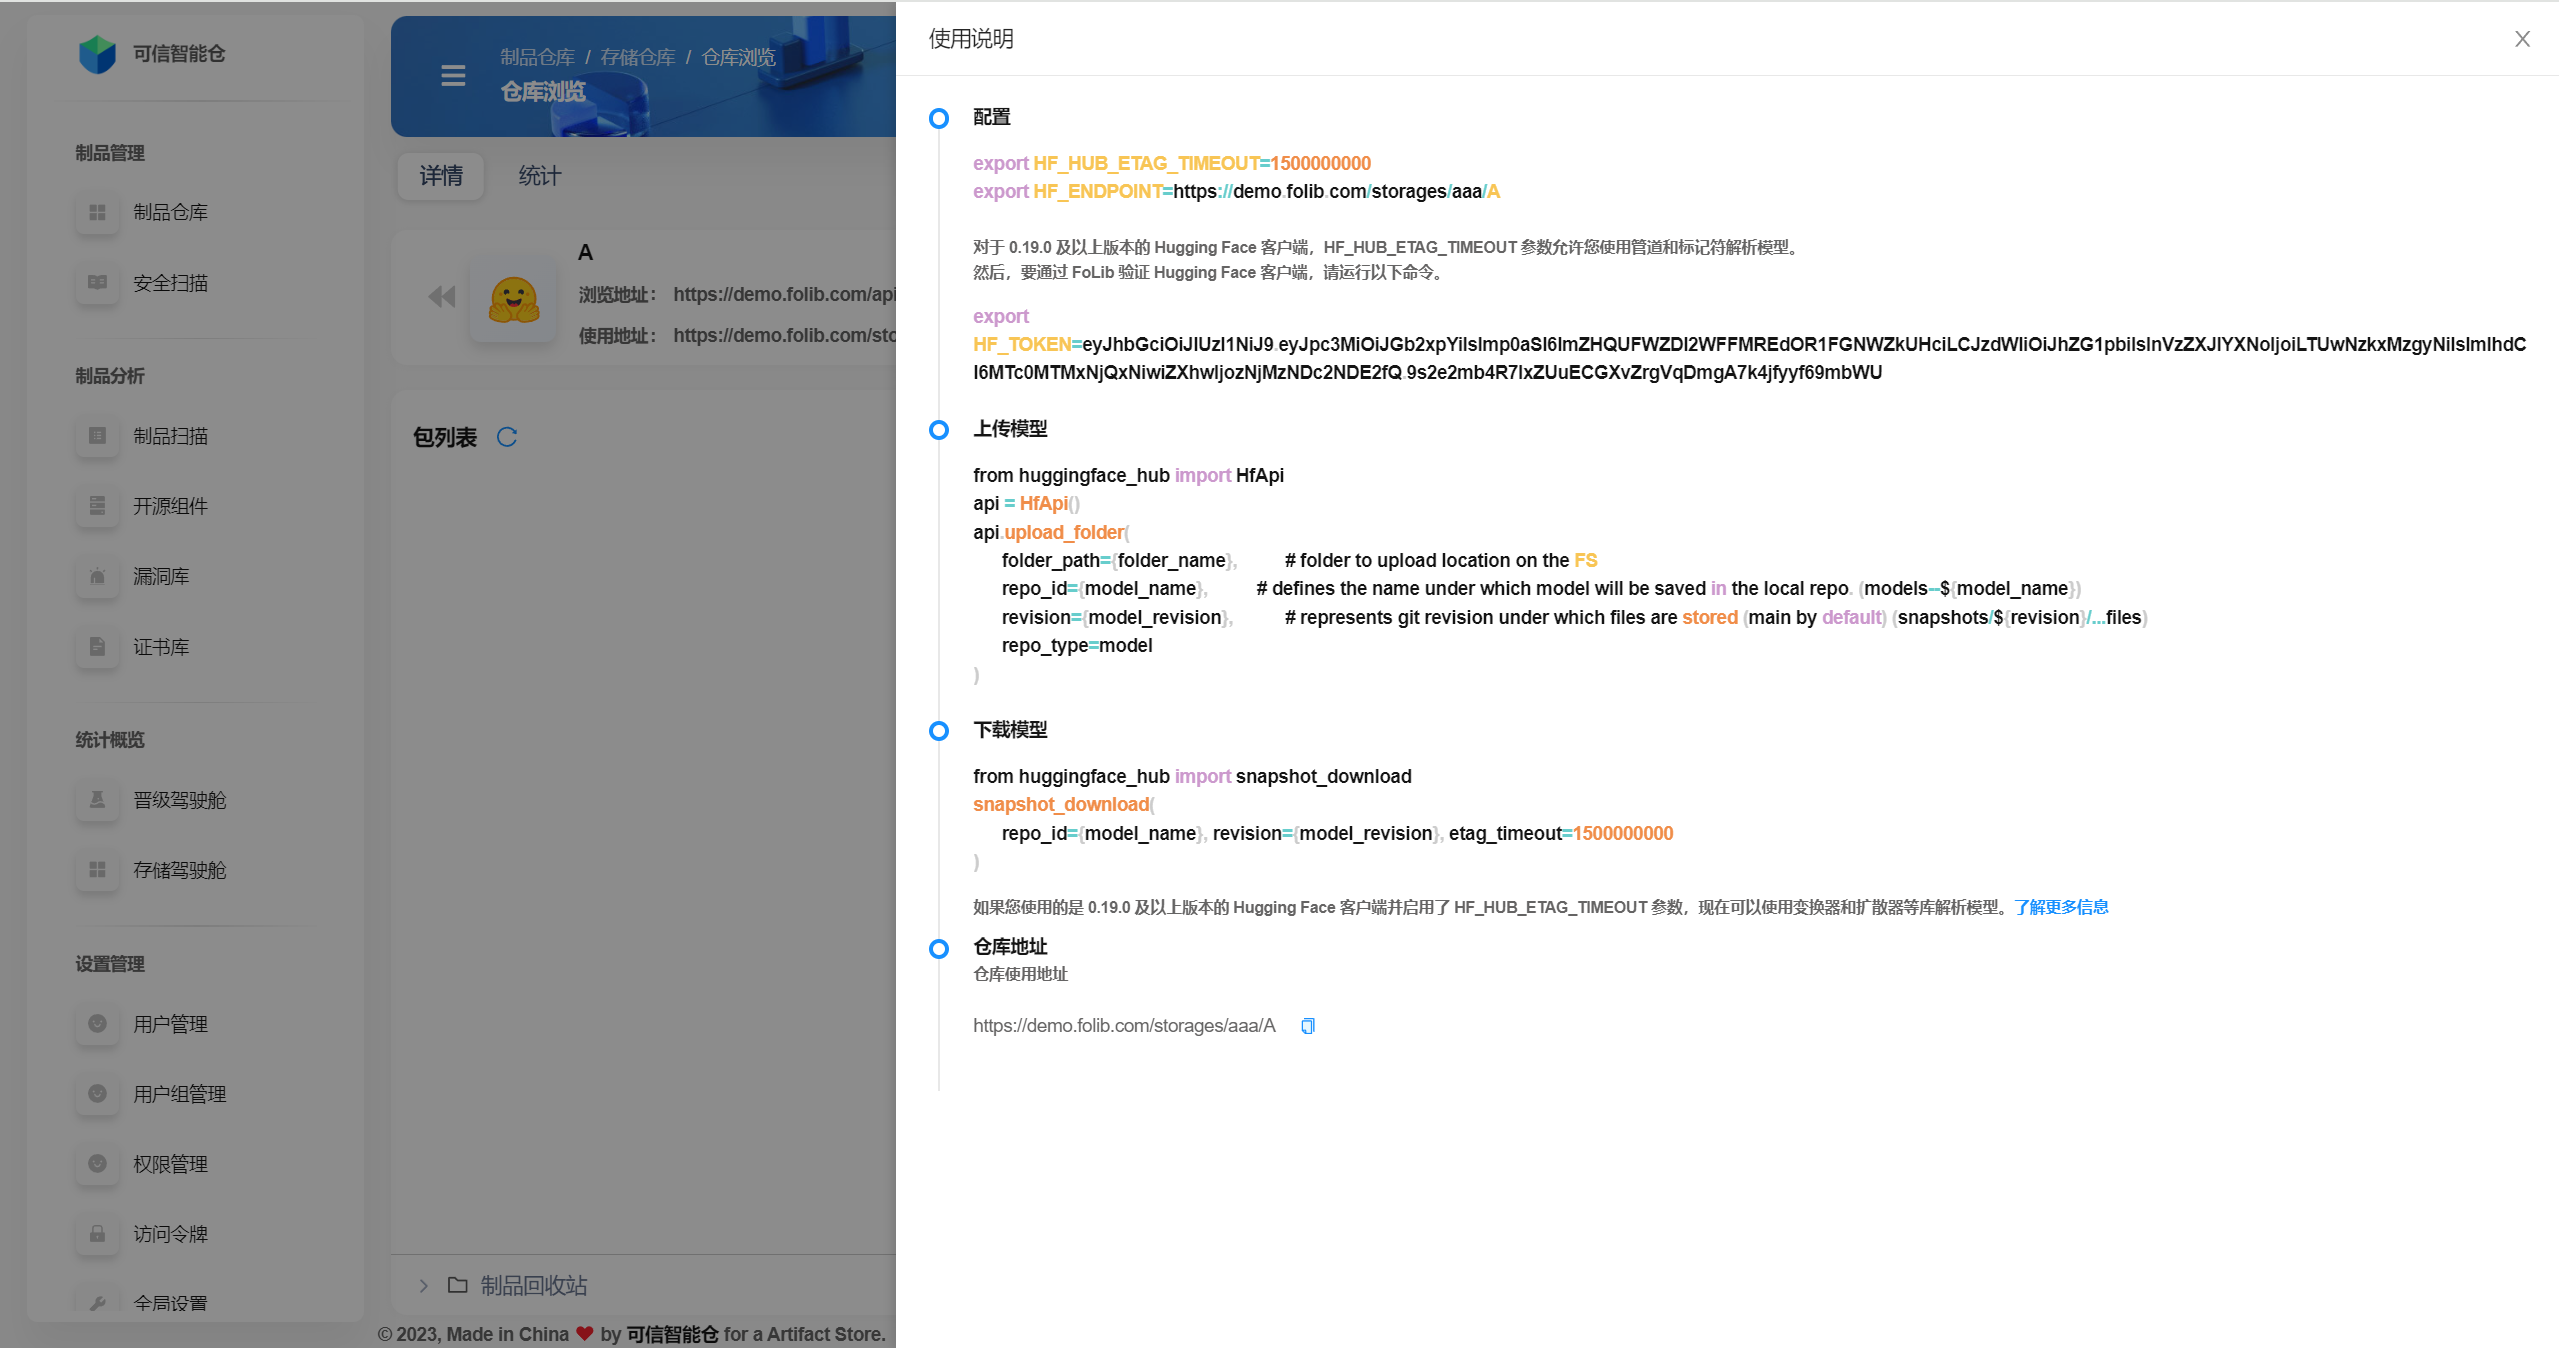 可信智能仓
制品管理
制品仓库
安全扫描
制品分析
制品扫描
开源组件
漏洞库
证书库
统计概览
晋级驾驶舱
存储驾驶舱
设置管理
用户管理
用户组管理
权限管理
访问令牌
全局设置
制品仓库 / 存储仓库 / 仓库浏览
仓库浏览
详情 统计
A
浏览地址： https://demo.folib.com/api
使用地址： https://demo.folib.com/sto
包列表
制品回收站
© 2023, Made in China ❤ by 可信智能仓 for a Artifact Store.
使用说明
配置
export HF_HUB_ETAG_TIMEOUT=1500000000
export HF_ENDPOINT=https://demo.folib.com/storages/aaa/A
对于 0.19.0 及以上版本的 Hugging Face 客户端，HF_HUB_ETAG_TIMEOUT 参数允许您使用管道和标记符解析模型。
然后，要通过 FoLib 验证 Hugging Face 客户端，请运行以下命令。
export
HF_TOKEN=
上传模型
from huggingface_hub import HfApi
api = HfApi()
api.upload_folder(
folder_path={folder_name}, # folder to upload location on the FS
repo_id={model_name}, # defines the name under which model will be saved in the local repo. (models--${model_name})
revision={model_revision}, # represents git revision under which files are stored (main by default) (snapshots/${revision}/...files)
repo_type=model
)
下载模型
from huggingface_hub import snapshot_download
snapshot_download(
repo_id={model_name}, revision={model_revision}, etag_timeout=1500000000
)
如果您使用的是 0.19.0 及以上版本的 Hugging Face 客户端并启用了 HF_HUB_ETAG_TIMEOUT 参数，现在可以使用变换器和扩散器等库解析模型。了解更多信息
仓库地址
仓库使用地址
https://demo.folib.com/storages/aaa/A